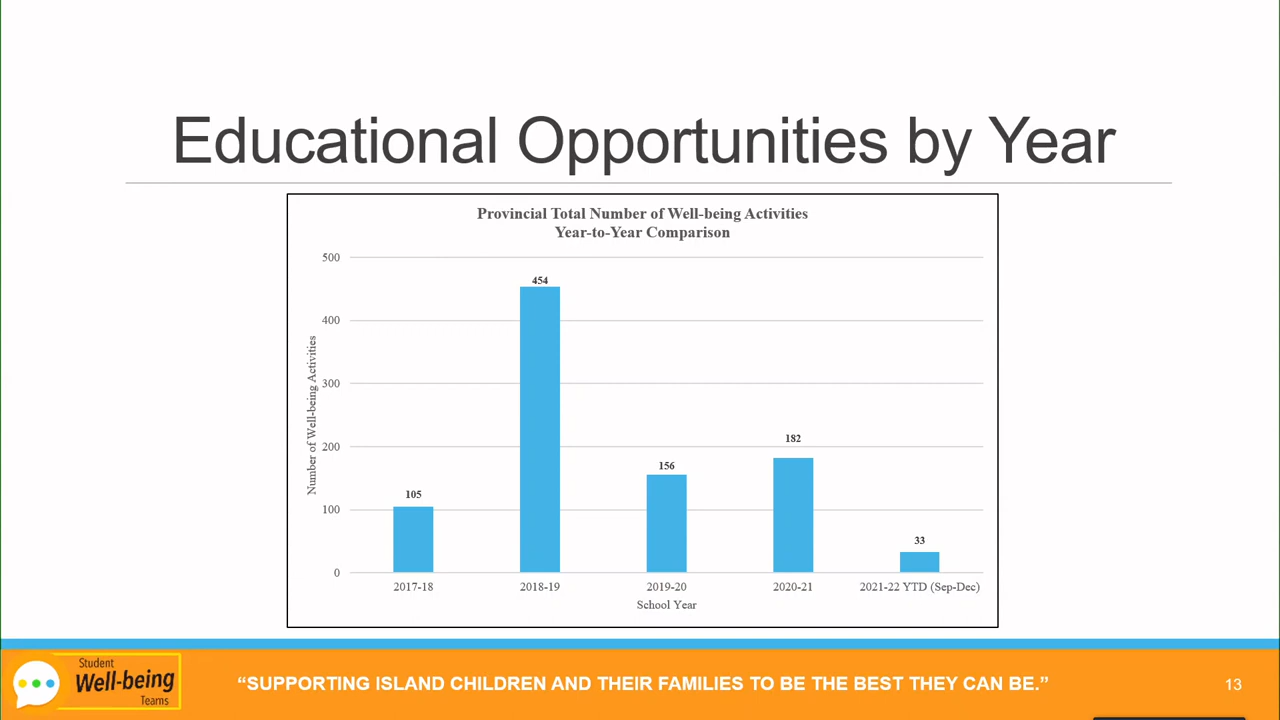 Educational Opportunities by Year
Provincial Total Number of Well-being Activities
Year-to-Year Comparison
Number of Well-being Activities
500
400
300
200
100
0
105
454
156
182
33
2017-18
2018-19
2019-20
2020-21
2021-22 YTD (Sep-Dec)
School Year
Student
Well-being
Teams
“SUPPORTING ISLAND CHILDREN AND THEIR FAMILIES TO BE THE BEST THEY CAN BE.”
13